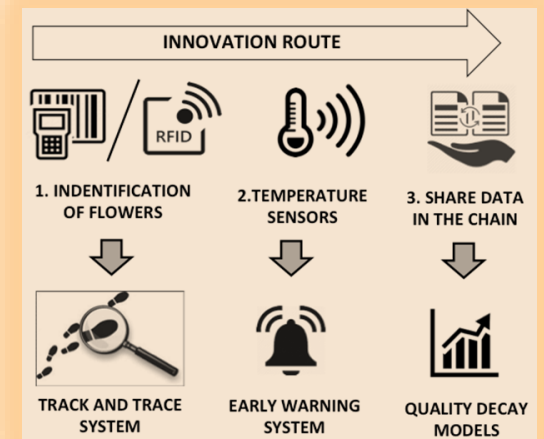 INNOVATION ROUTE
RFID
1. INDENTIFICATION
OF FLOWERS
2.TEMPERATURE
SENSORS
3. SHARE DATA
IN THE CHAIN
TRACK AND TRACE
SYSTEM
EARLY WARNING
SYSTEM
QUALITY DECAY
MODELS